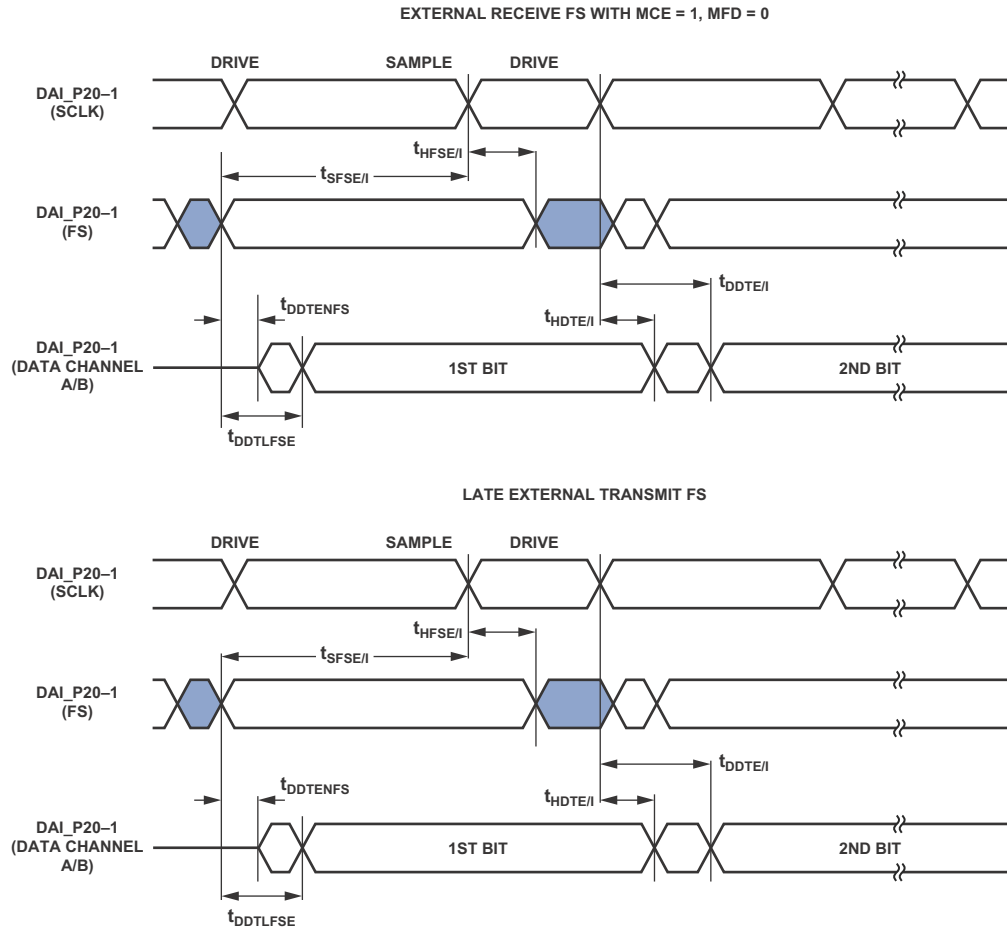 EXTERNAL RECEIVE FS WITH MCE = 1, MFD = 0
DRIVE SAMPLE DRIVE
DAI_P20–1
(SCLK)
tHFSE/I
tSFSE/I
DAI_P20–1
(FS)
tDDTE/I
tDDTENFS
tHDTE/I
DAI_P20–1
(DATA CHANNEL
A/B)
1ST BIT 2ND BIT
tDDTLFSE
LATE EXTERNAL TRANSMIT FS
DRIVE SAMPLE DRIVE
DAI_P20–1
(SCLK)
tHFSE/I
tSFSE/I
DAI_P20–1
(FS)
tDDTE/I
tDDTENFS
tHDTE/I
DAI_P20–1
(DATA CHANNEL
A/B)
1ST BIT 2ND BIT
tDDTLFSE